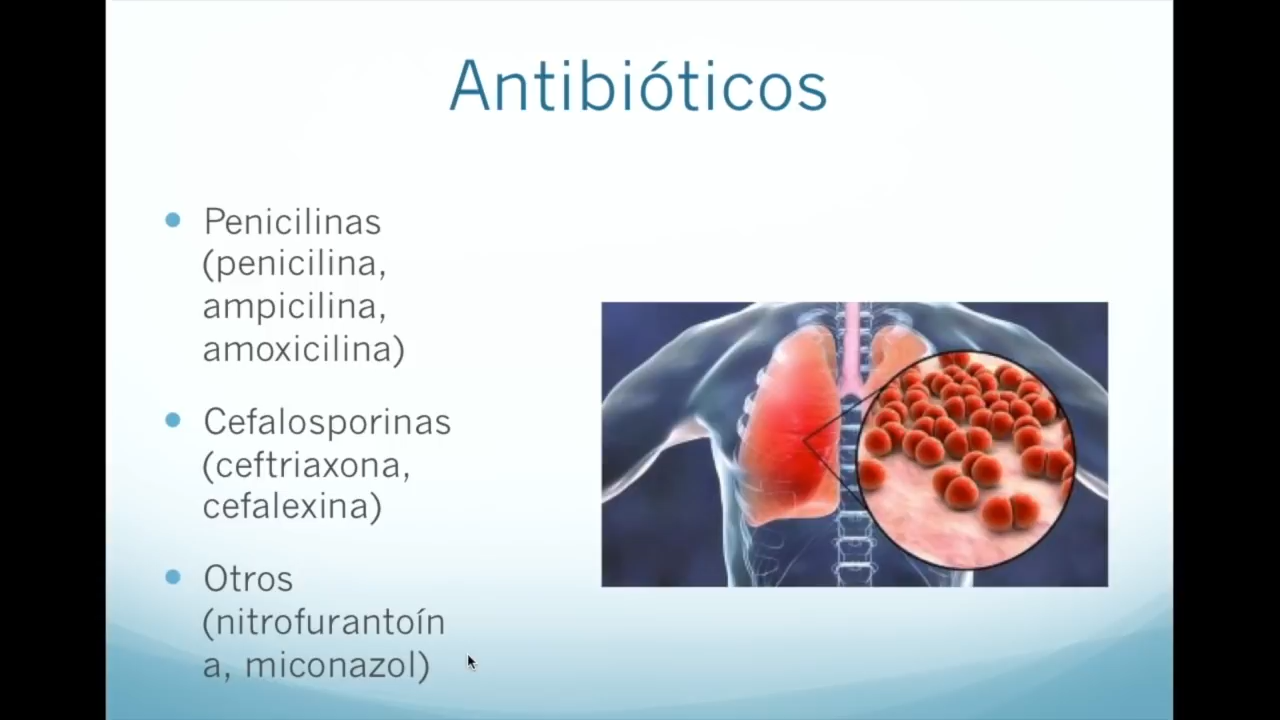 Antibióticos
Penicilinas
(penicilina,
ampicilina,
amoxicilina)
Cefalosporinas
(ceftriaxona,
cefalexina)
Otros
(nitrofurantoín
a, miconazol)